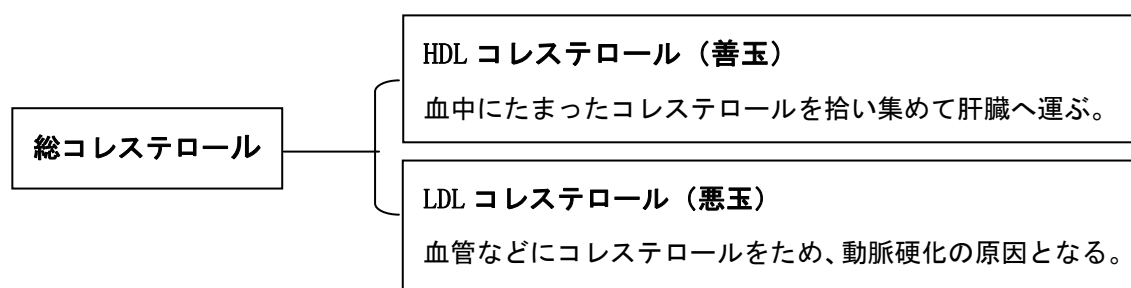 総コレステロール
HDL コレステロール（善玉）
血中にたまったコレステロールを拾い集めて肝臓へ運ぶ。
LDL コレステロール（悪玉）
血管などにコレステロールをため、動脈硬化の原因となる。